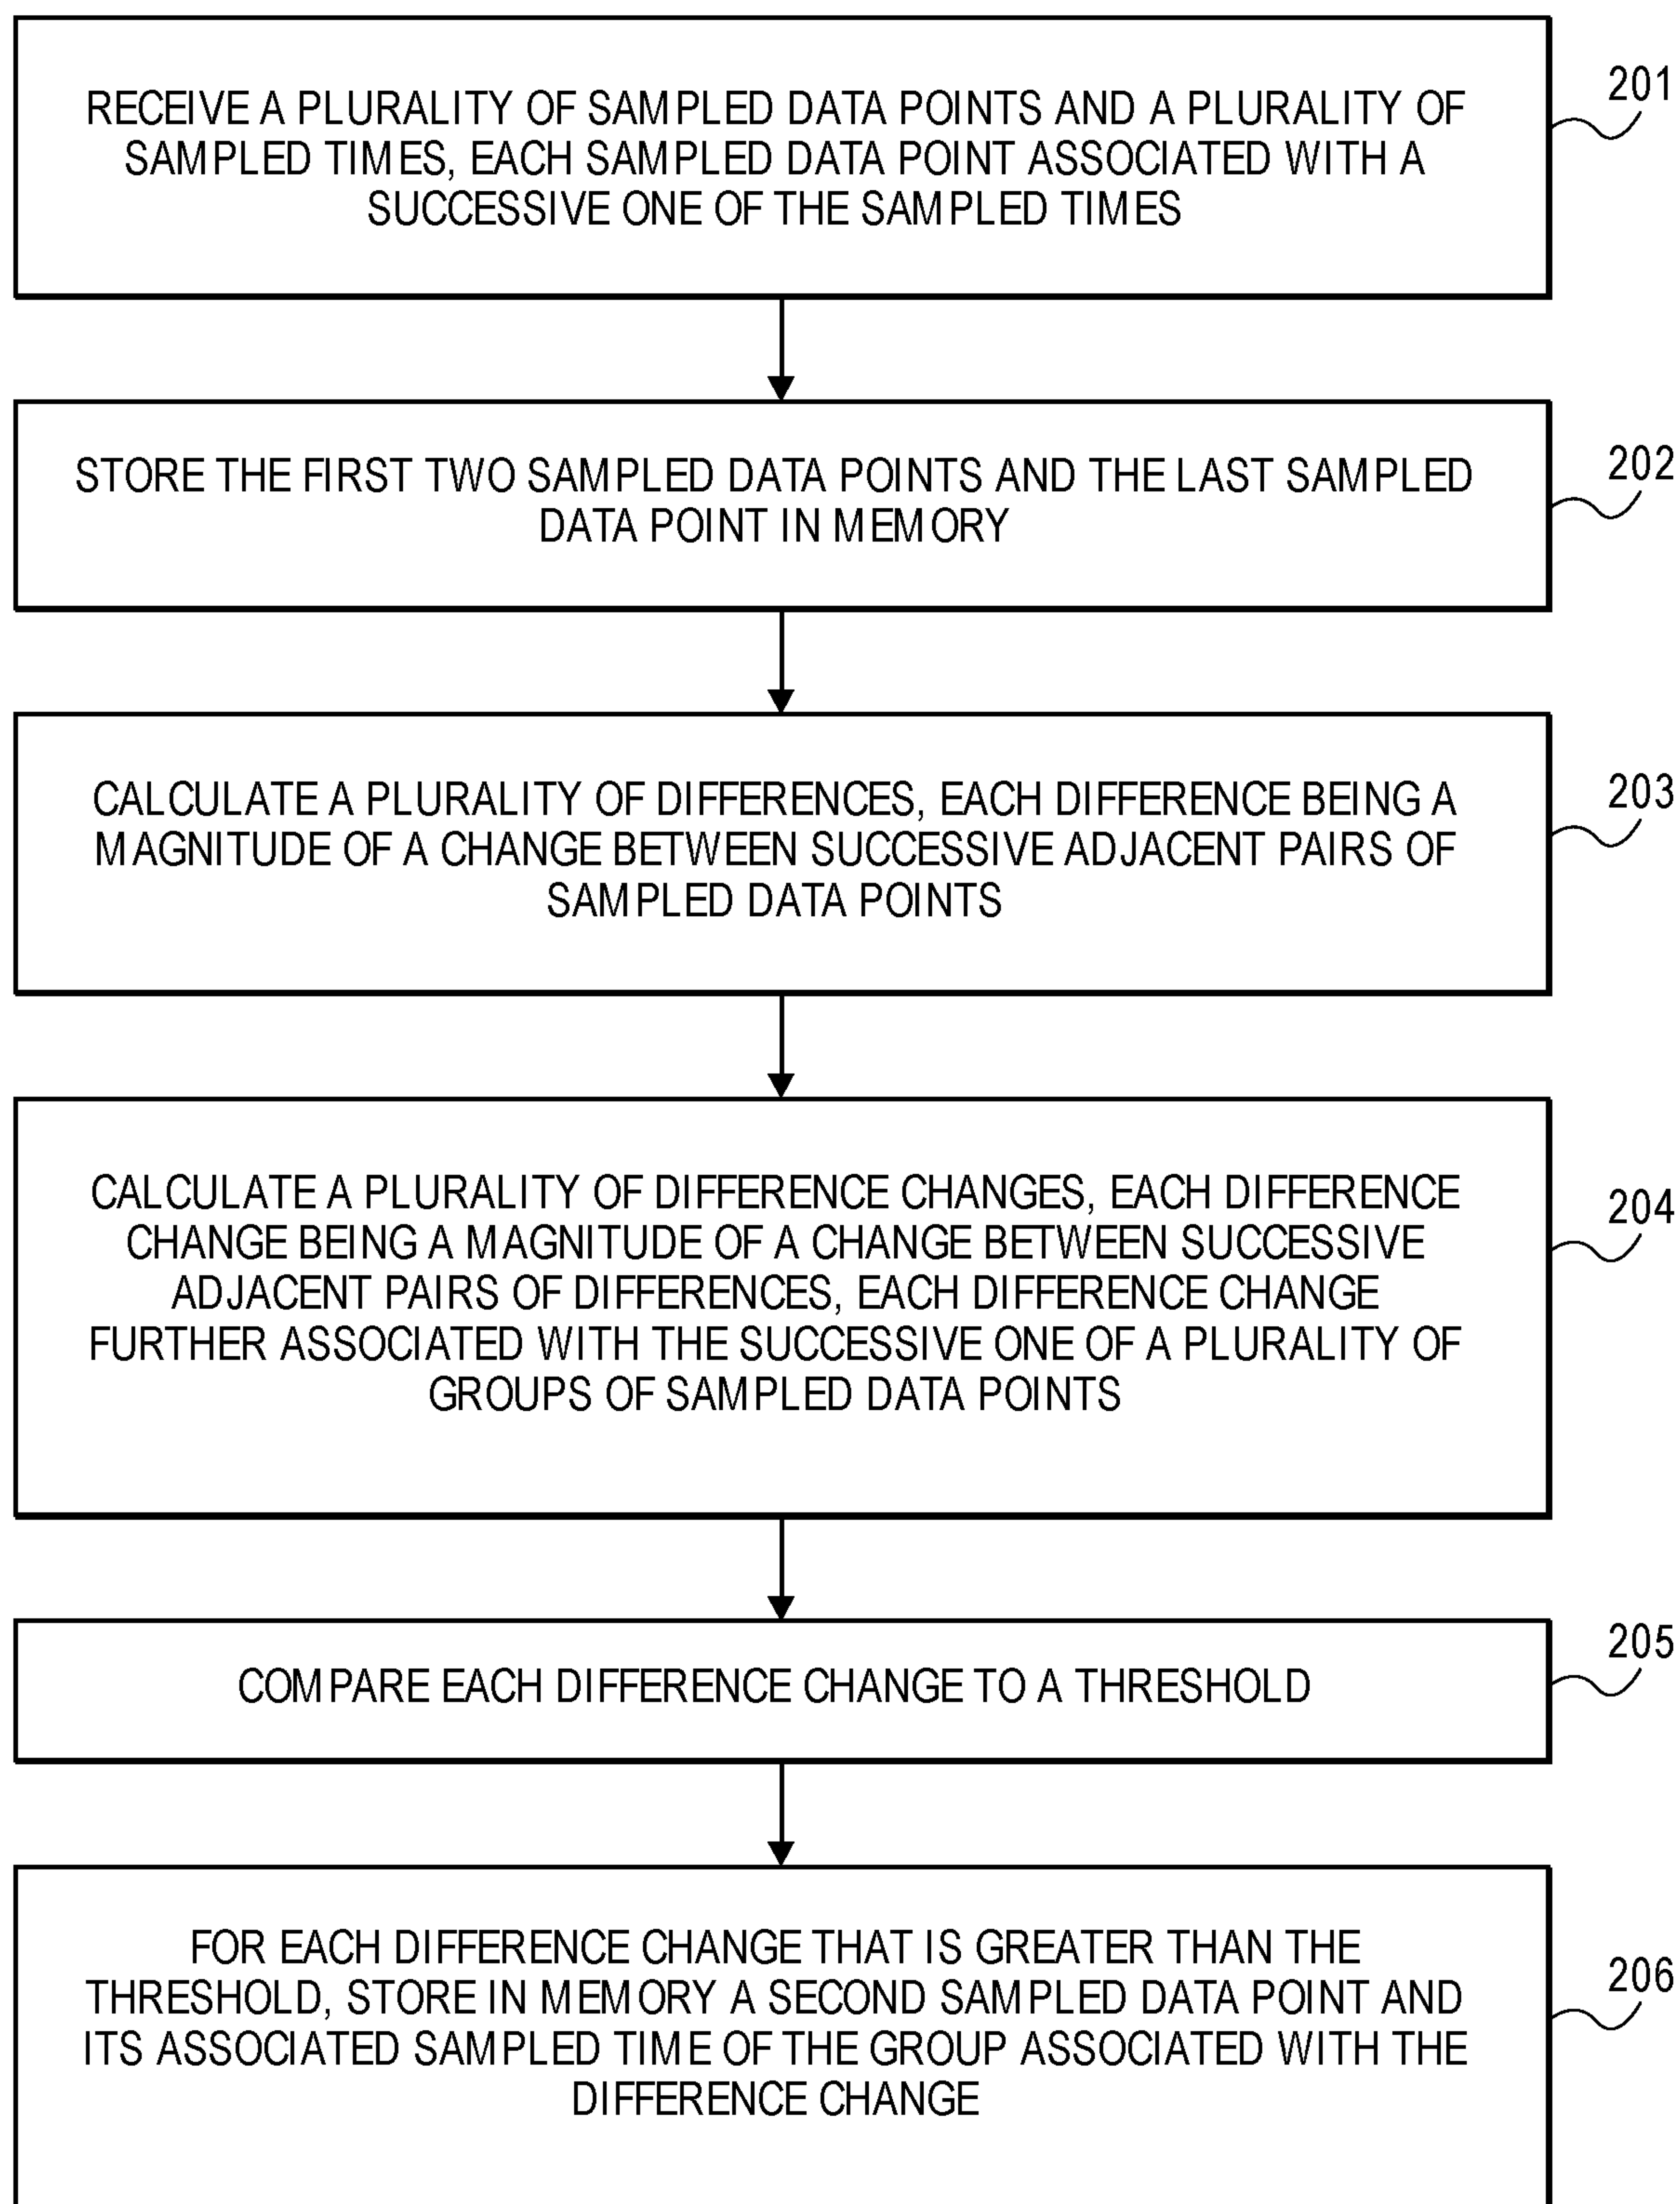 RECEIVE A PLURALITY OF SAMPLED DATA POINTS AND A PLURALITY OF
SAMPLED TIMES, EACH SAMPLED DATA POINT ASSOCIATED WITH A
SUCCESSIVE ONE OF THE SAMPLED TIMES
201
STORE THE FIRST TWO SAMPLED DATA POINTS AND THE LAST SAMPLED
DATA POINT IN MEMORY
202
CALCULATE A PLURALITY OF DIFFERENCES, EACH DIFFERENCE BEING A
MAGNITUDE OF A CHANGE BETWEEN SUCCESSIVE ADJACENT PAIRS OF
SAMPLED DATA POINTS
203
CALCULATE A PLURALITY OF DIFFERENCE CHANGES, EACH DIFFERENCE
CHANGE BEING A MAGNITUDE OF A CHANGE BETWEEN SUCCESSIVE
ADJACENT PAIRS OF DIFFERENCES, EACH DIFFERENCE CHANGE
FURTHER ASSOCIATED WITH THE SUCCESSIVE ONE OF A PLURALITY OF
GROUPS OF SAMPLED DATA POINTS
204
COMPARE EACH DIFFERENCE CHANGE TO A THRESHOLD
205
FOR EACH DIFFERENCE CHANGE THAT IS GREATER THAN THE
THRESHOLD, STORE IN MEMORY A SECOND SAMPLED DATA POINT AND
ITS ASSOCIATED SAMPLED TIME OF THE GROUP ASSOCIATED WITH THE
DIFFERENCE CHANGE
206